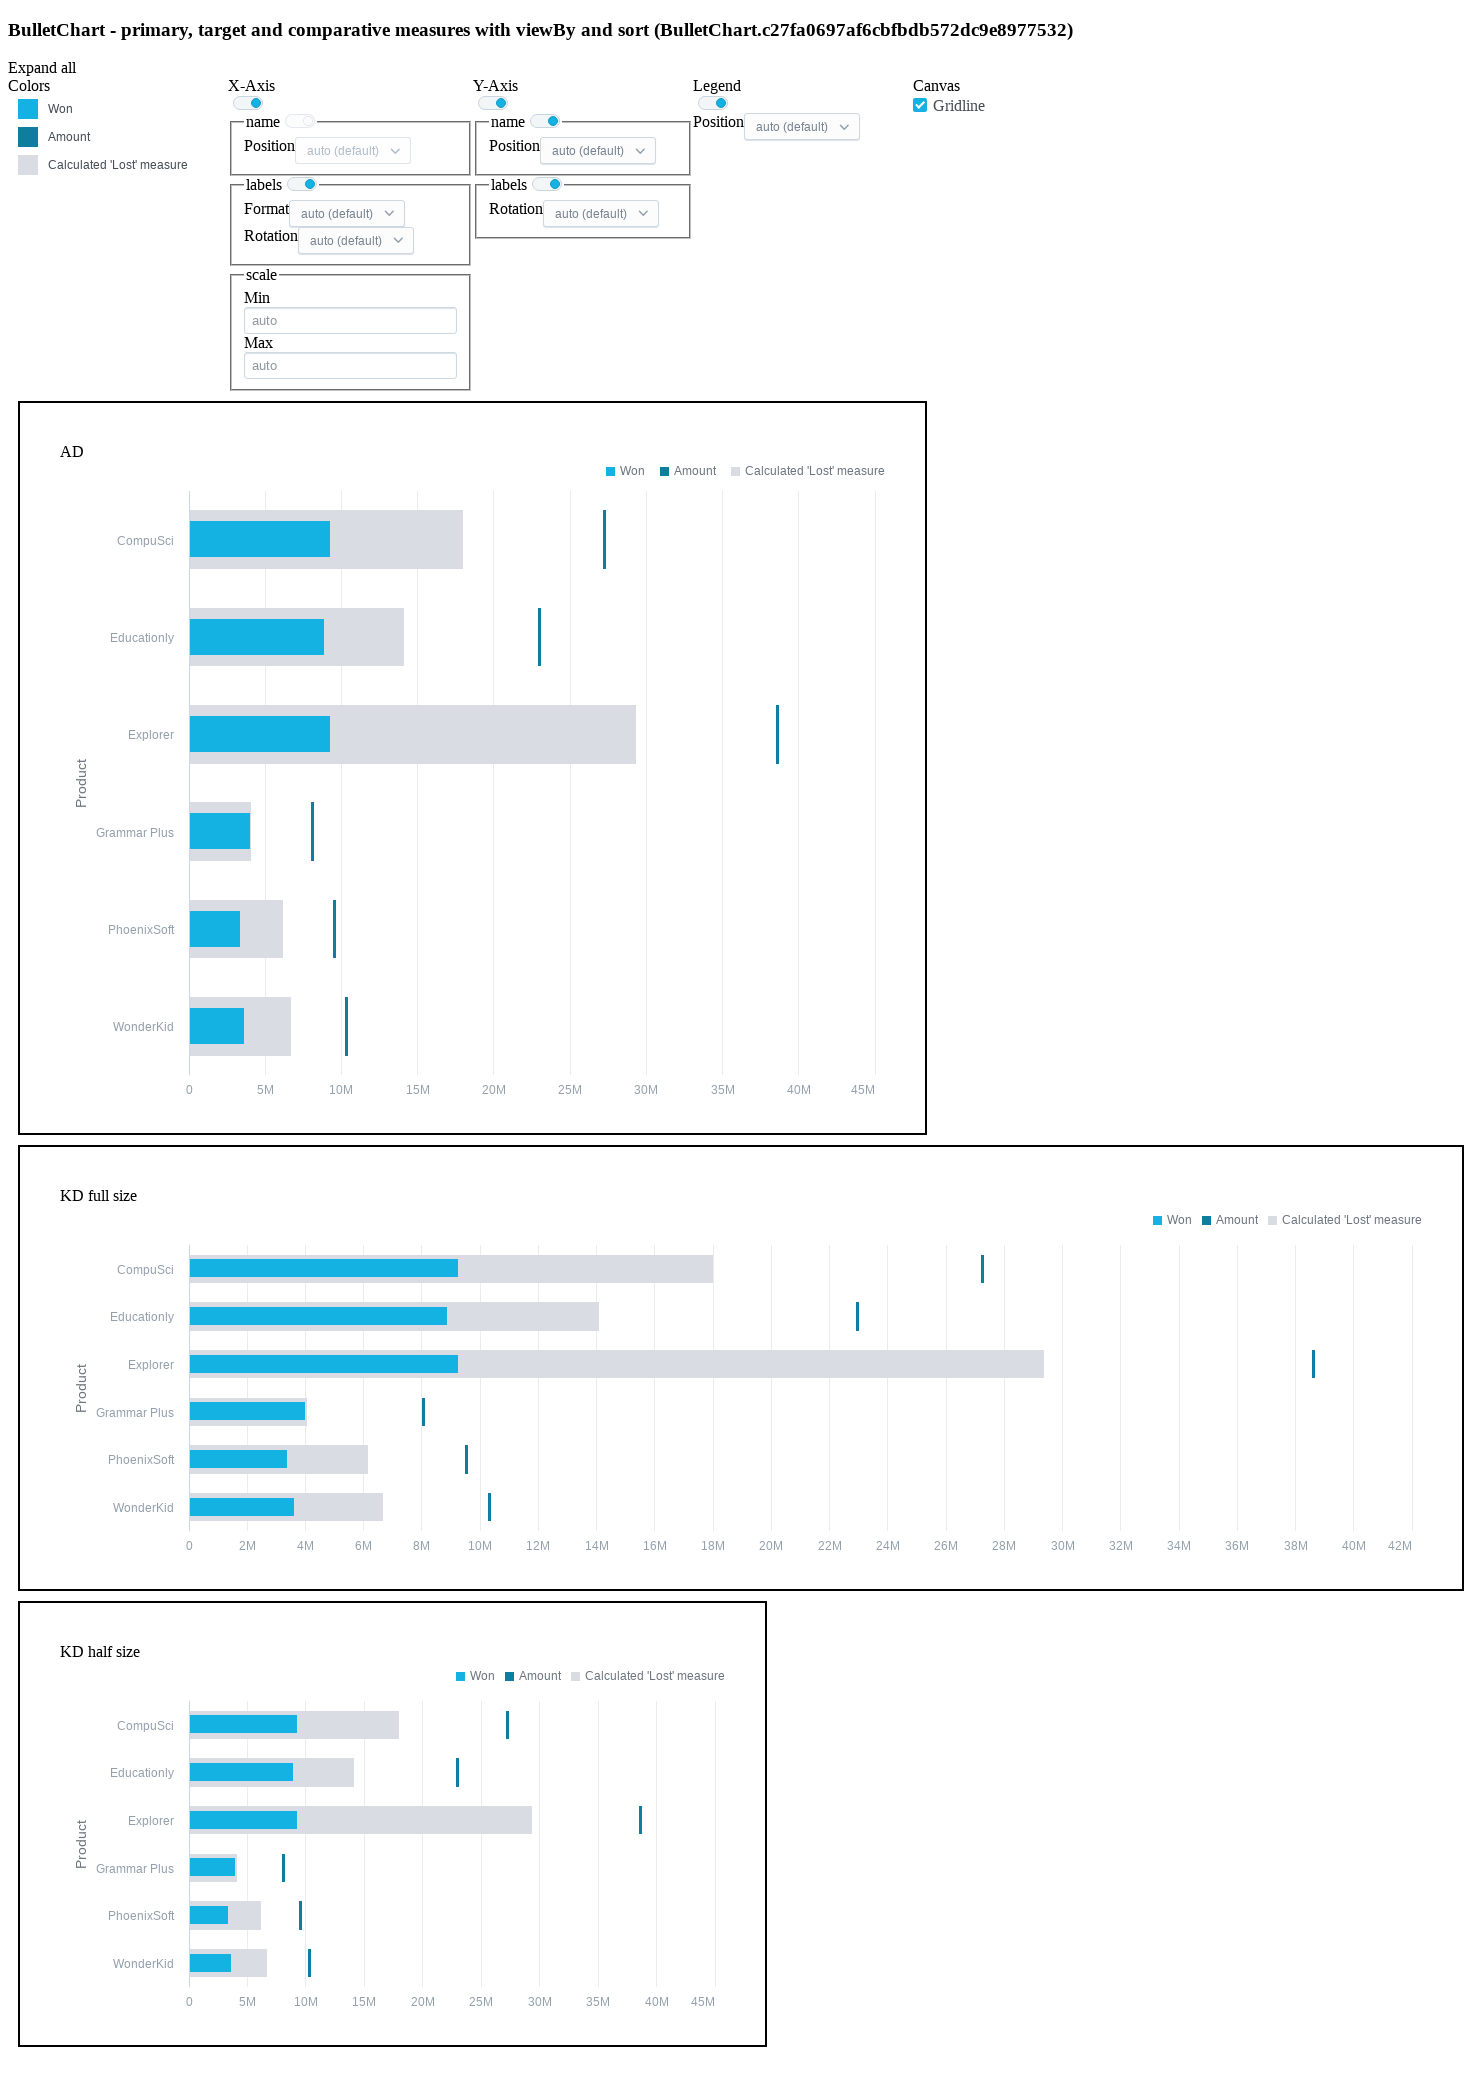 BulletChart - primary, target and comparative measures with viewBy and sort (BulletChart.c27fa0697af6cbfbdb572dc9e8977532)
Expand all
Colors
Won
Amount
Calculated 'Lost' measure
X-Axis
name
Position auto (default)
labels
Format auto (default)
Rotation auto (default)
scale
Min
auto
Max
auto
Y-Axis
name
Position auto (default)
labels
Rotation auto (default)
Legend
Position auto (default)
Canvas
Gridline
AD
Won Amount Calculated 'Lost' measure
Product
CompuSci
Educationly
Explorer
Grammar Plus
PhoenixSoft
WonderKid
0 5M 10M 15M 20M 25M 30M 35M 40M 45M
KD full size
Won Amount Calculated 'Lost' measure
Product
CompuSci
Educationly
Explorer
Grammar Plus
PhoenixSoft
WonderKid
0 2M 4M 6M 8M 10M 12M 14M 16M 18M 20M 22M 24M 26M 28M 30M 32M 34M 36M 38M 40M 42M
KD half size
Won Amount Calculated 'Lost' measure
Product
CompuSci
Educationly
Explorer
Grammar Plus
PhoenixSoft
WonderKid
0 5M 10M 15M 20M 25M 30M 35M 40M 45M